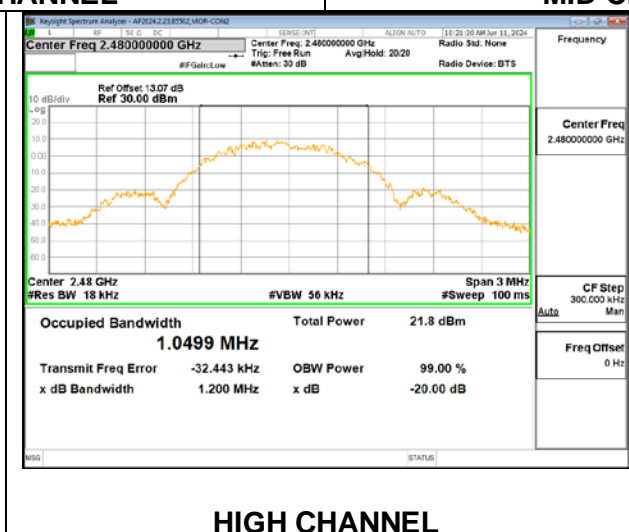 HANNEL
MID C
Keysight Spectrum Analyzer - AP2024.2.23,85502,MOR-CON2
L RF 50 Ω DC SENSE:INT ALIGN AUTO 10:21:20 AM Jun 11, 2024
Center Freq 2.480000000 GHz
Center Freq: 2.480000000 GHz
Radio Std: None
Frequency
Trig: Free Run Avg|Hold: 20/20
#IFGain:Low #Atten: 30 dB Radio Device: BTS
Ref Offset 13.07 dB
10 dB/div Ref 30.00 dBm
Log
20.0
10.0
0.00
10.0
20.0
30.0
40.0
50.0
60.0
Center Freq
2.480000000 GHz
Center 2.48 GHz Span 3 MHz
#Res BW 18 kHz #VBW 56 kHz #Sweep 100 ms
CF Step
300.000 kHz
Auto Man
Occupied Bandwidth Total Power 21.8 dBm
1.0499 MHz
Freq Offset
0 Hz
Transmit Freq Error -32.443 kHz OBW Power 99.00 %
x dB Bandwidth 1.200 MHz x dB -20.00 dB
MSG STATUS
HIGH CHANNEL